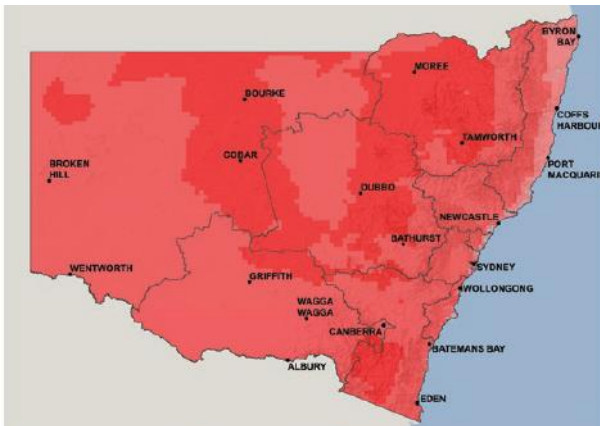 BYRON
BAY
MOREE
BOURKE
COFFS
HARBOUR
TAMWORTH
COBAR
PORT
MACQUARIE
BROKEN
HILL
DUBBO
NEWCASTLE
BATHURST
SYDNEY
WENTWORTH
GRIFFITH
WOLLONGONG
WAGGA
WAGGA
CANBERRA
BATEMANS BAY
ALBURY
EDEN